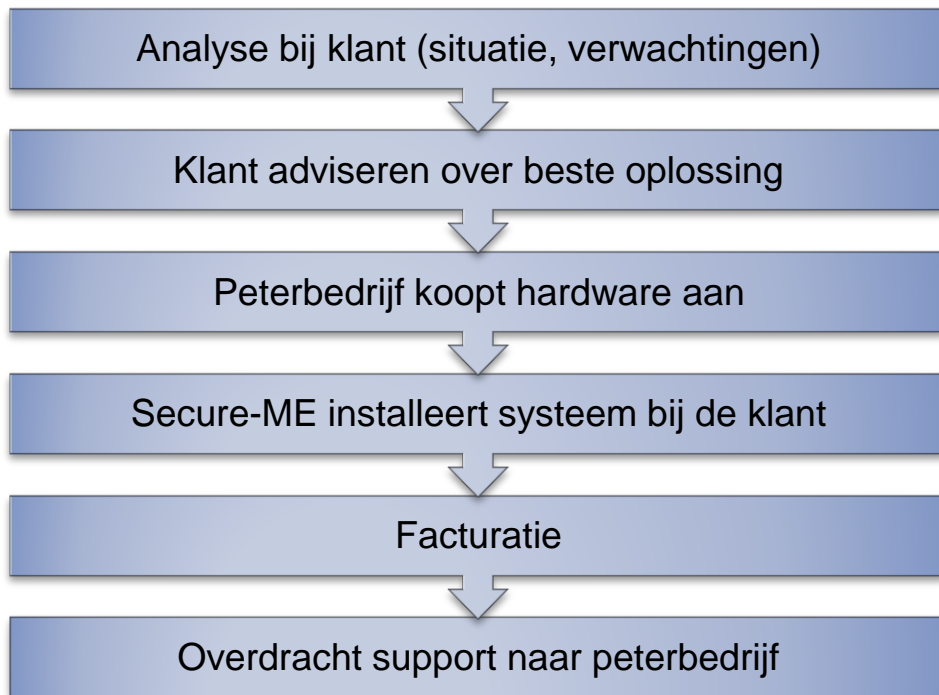 Analyse bij klant (situatie, verwachtingen)
Klant adviseren over beste oplossing
Peterbedrijf koopt hardware aan
Secure-ME installeert systeem bij de klant
Facturatie
Overdracht support naar peterbedrijf